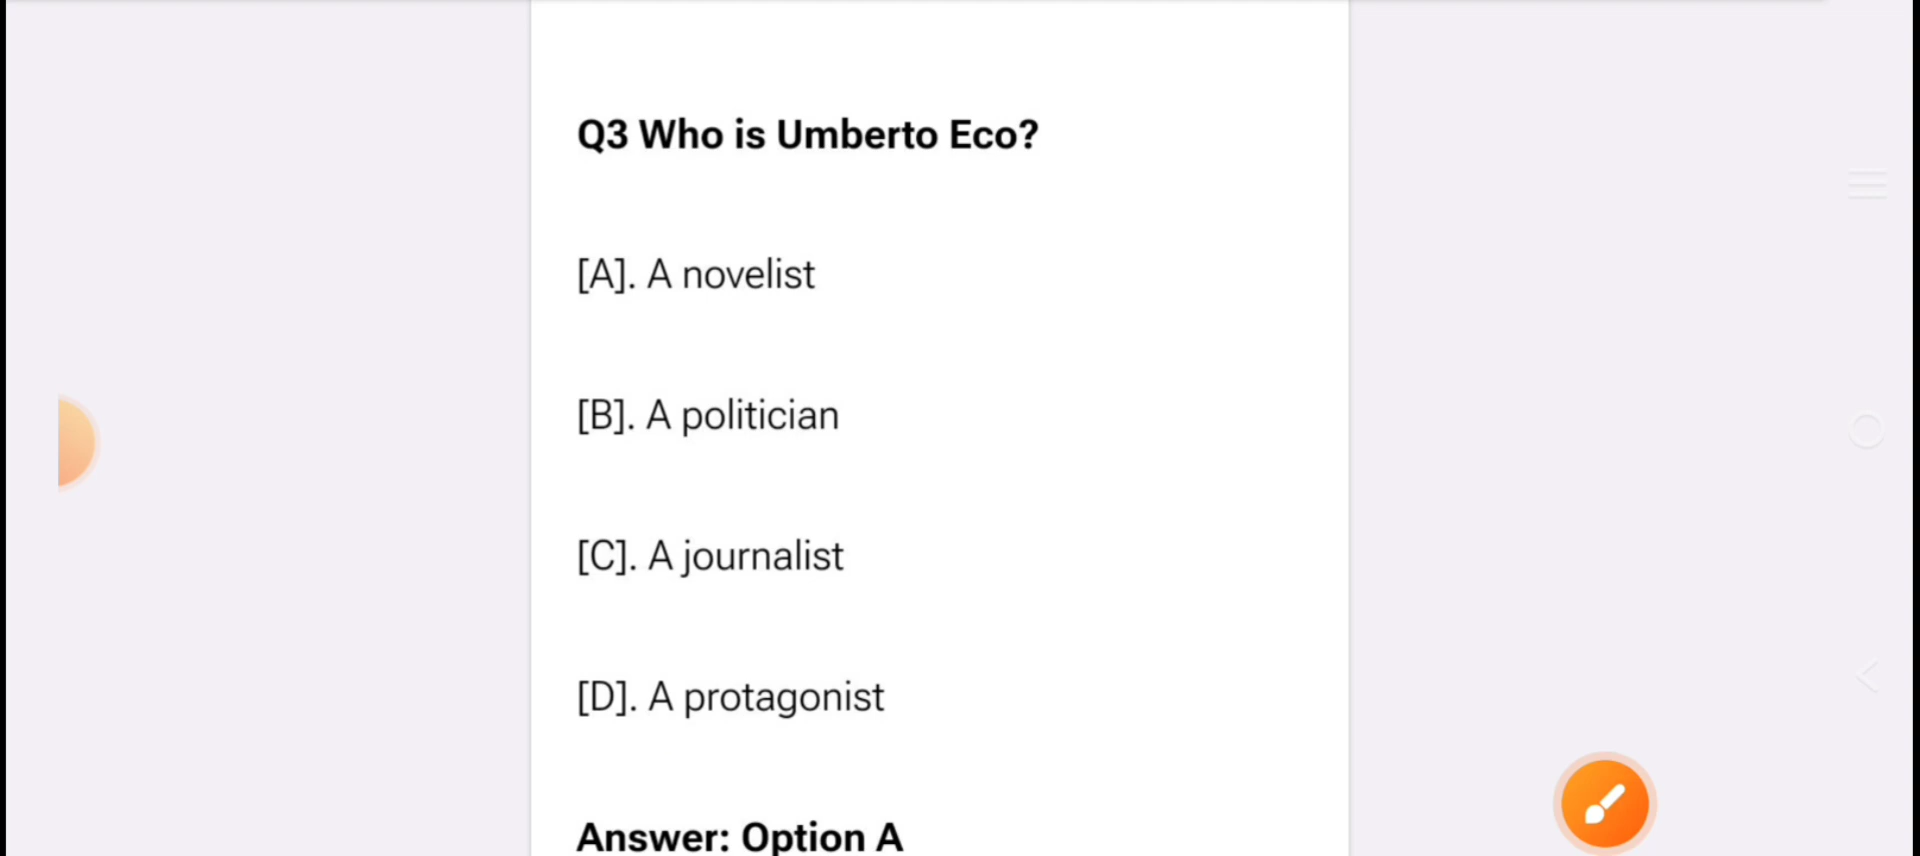 Q3 Who is Umberto Eco?
[A]. A novelist
[B]. A politician
[C]. A journalist
[D]. A protagonist
Answer: Option A